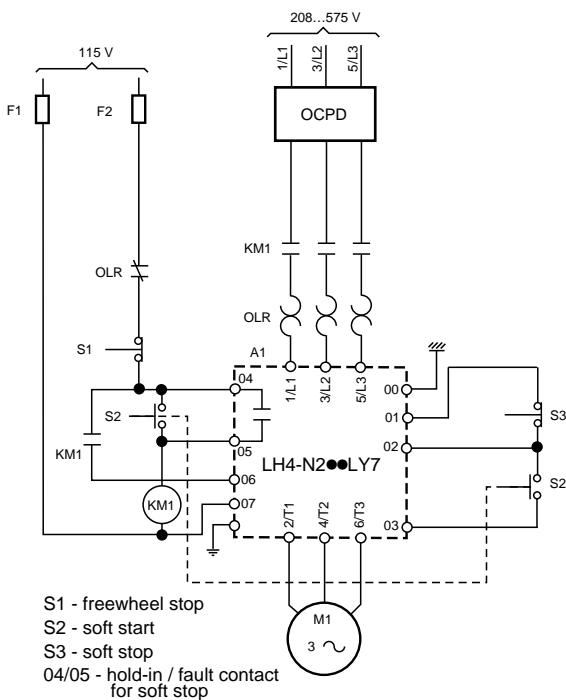 208...575 V
115 V
1/L1
3/L2
5/L3
F1
F2
OCPD
KM1
OLR
OLR
S1
A1
1/L1
3/L2
5/L3
04
00
01
S2
S3
05
02
KM1
LH4-N2●●LY7
06
S2
KM1
07
2/T1
4/T2
6/T3
03
M1
3
S1 - freewheel stop
S2 - soft start
S3 - soft stop
04/05 - hold-in / fault contact
for soft stop